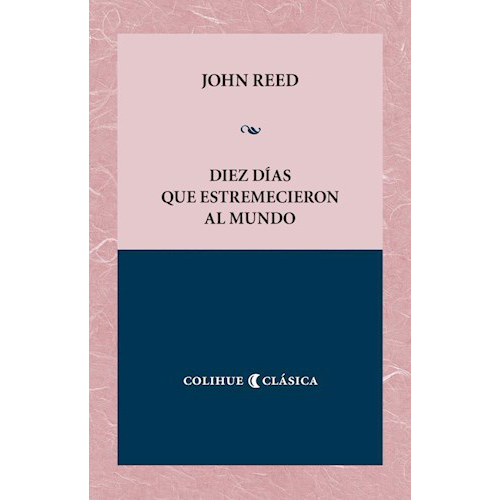 JOHN REED
DIEZ DÍAS
QUE ESTREMECIERON
AL MUNDO
COLIHUE CLÁSICA